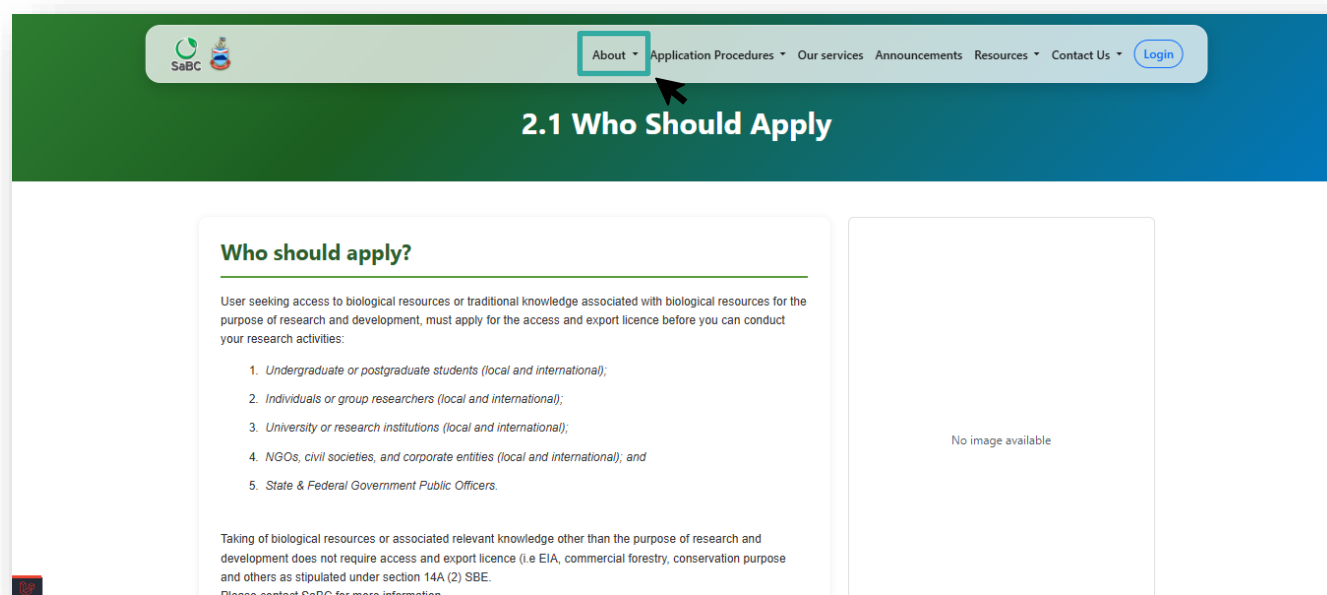 SaBC
About Application Procedures Our services Announcements Resources Contact Us Login
2.1 Who Should Apply
Who should apply?
User seeking access to biological resources or traditional knowledge associated with biological resources for the
purpose of research and development, must apply for the access and export licence before you can conduct
your research activities:
1. Undergraduate or postgraduate students (local and international);
2. Individuals or group researchers (local and international);
3. University or research institutions (local and international);
4. NGOs, civil societies, and corporate entities (local and international); and
5. State & Federal Government Public Officers.
No image available
Taking of biological resources or associated relevant knowledge other than the purpose of research and
development does not require access and export licence (i.e EIA, commercial forestry, conservation purpose
and others as stipulated under section 14A (2) SBE.
Please contact SaBC for more information